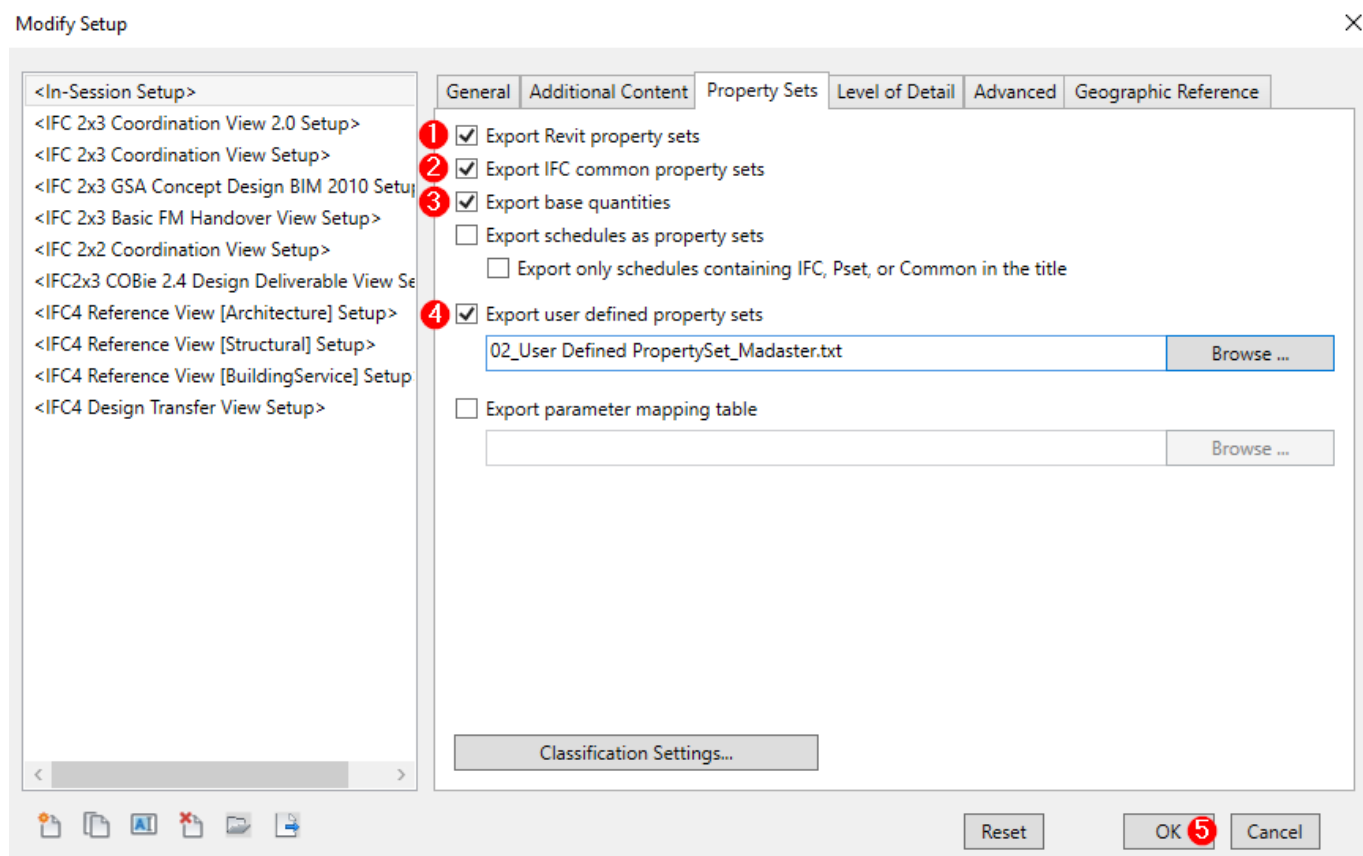 Modify Setup
<In-Session Setup>
<IFC 2x3 Coordination View 2.0 Setup>
<IFC 2x3 Coordination View Setup>
<IFC 2x3 GSA Concept Design BIM 2010 Setup
<IFC 2x3 Basic FM Handover View Setup>
<IFC 2x2 Coordination View Setup>
<IFC2x3 COBie 2.4 Design Deliverable View Se
<IFC4 Reference View [Architecture] Setup>
<IFC4 Reference View [Structural] Setup>
<IFC4 Reference View [BuildingService] Setup
<IFC4 Design Transfer View Setup>
General Additional Content Property Sets Level of Detail Advanced Geographic Reference
1 Export Revit property sets
2 Export IFC common property sets
3 Export base quantities
Export schedules as property sets
Export only schedules containing IFC, Pset, or Common in the title
4 Export user defined property sets
02_User Defined PropertySet_Madaster.txt Browse ...
Export parameter mapping table
Browse ...
Classification Settings...
AI
Reset OK 5 Cancel